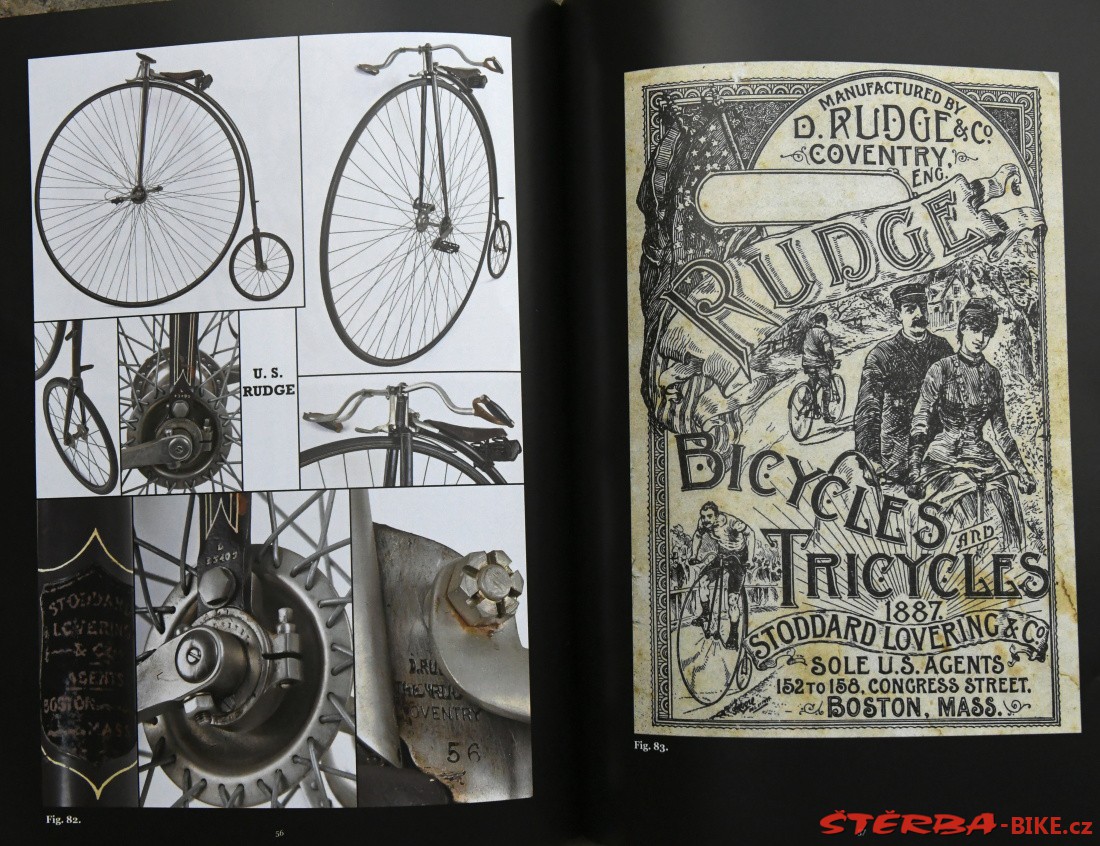 U. S.
RUDGE
D
55409
STODDARD
LOVERING
& CO
AGENTS
BOSTON
MASS
COVENTRY
56
Fig. 82.
56
MANUFACTURED BY
D. RUDGE & Co.
COVENTRY.
ENG.
RUDGE
BICYCLES
AND
TRICYCLES
1887
STODDARD LOVERING & Co
SOLE U.S. AGENTS
152 TO 158, CONGRESS STREET.
BOSTON, MASS.
Fig. 83.
ŠTĚRBA-BIKE.cz